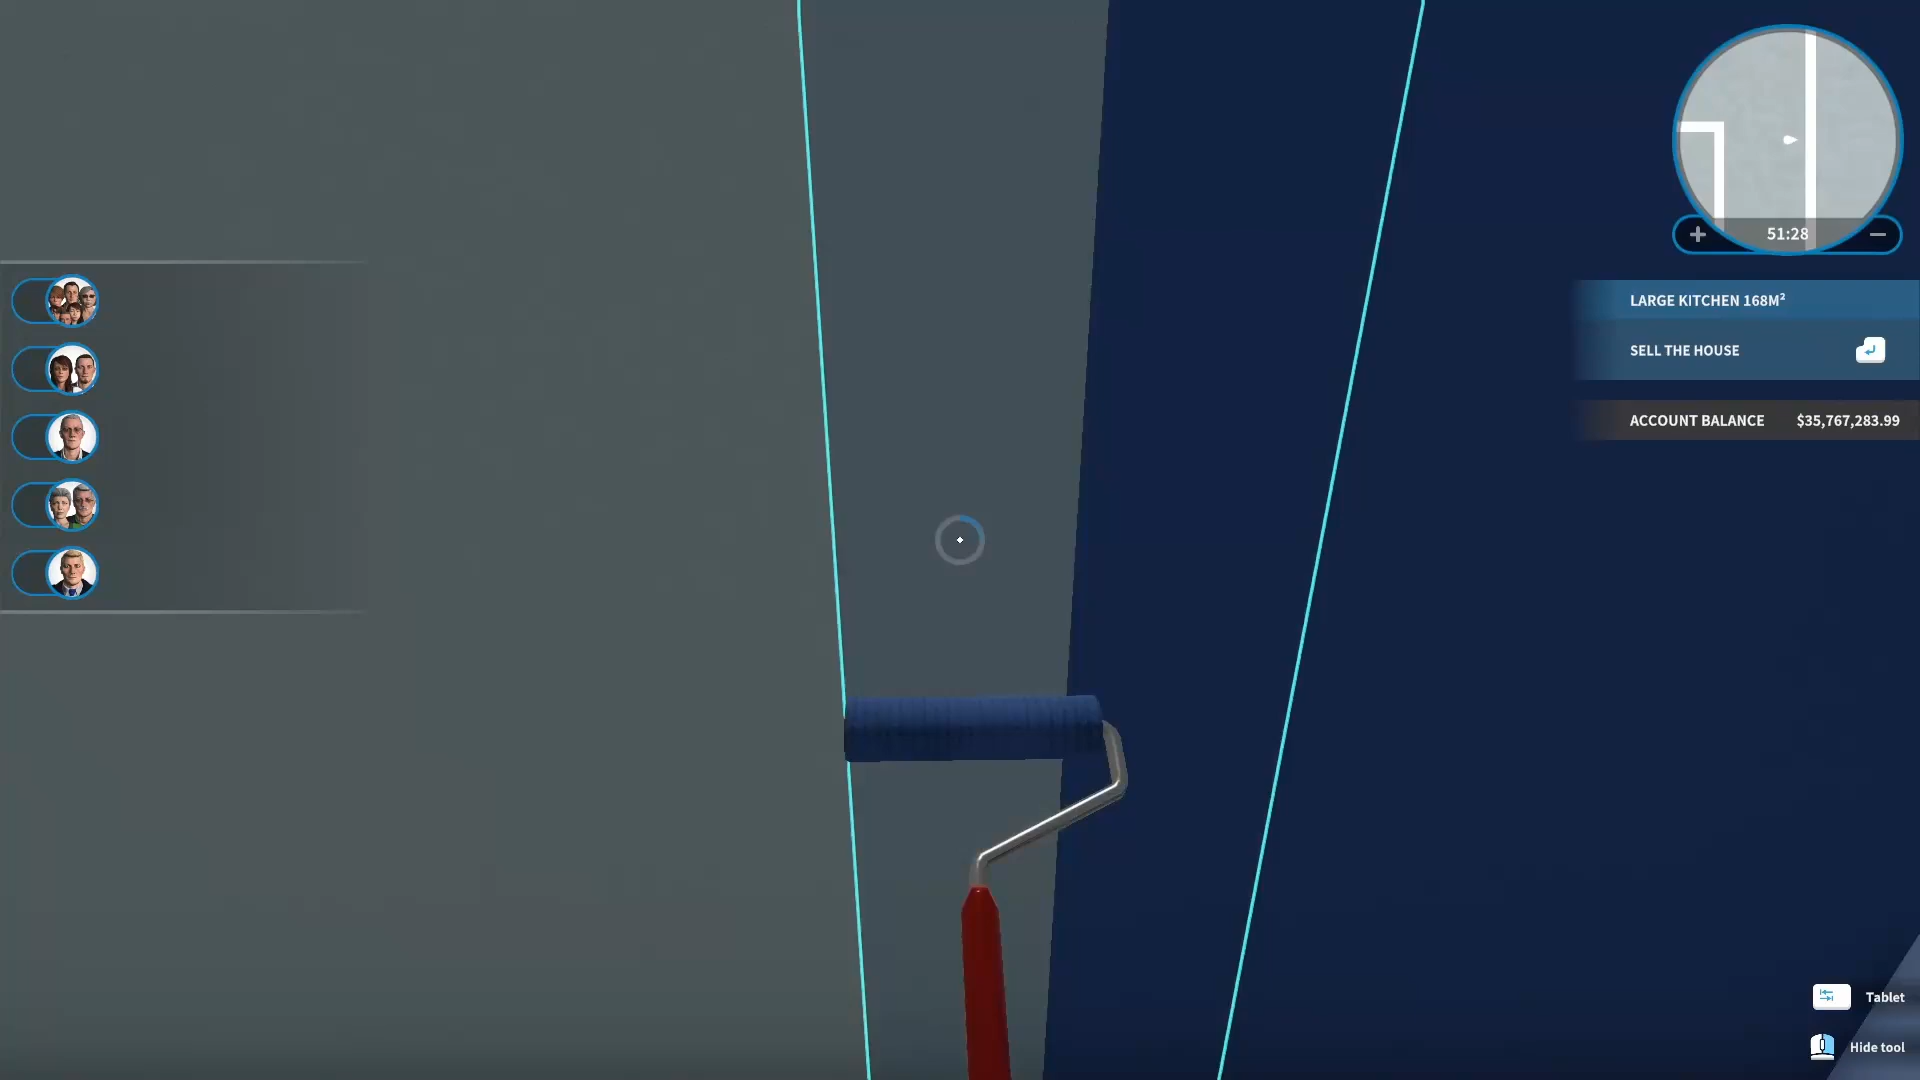 51:28
LARGE KITCHEN 168M²
SELL THE HOUSE
ACCOUNT BALANCE $35,767,283.99
Tablet
Hide tool